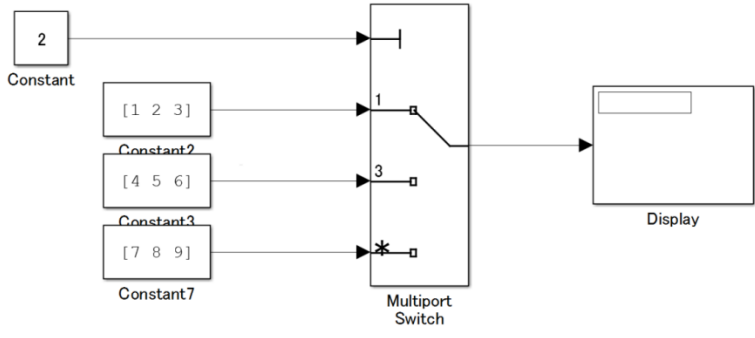 2
Constant
[1 2 3]
1
Constant2
[4 5 6]
3
Constant3
[7 8 9]
*
Constant7
Multiport
Switch
Display